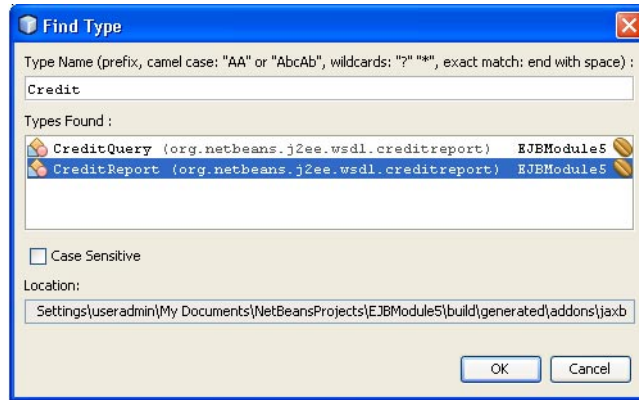 Find Type
Type Name (prefix, camel case: "AA" or "AbcAb", wildcards: "?" "*", exact match: end with space) :
Credit
Types Found :
CreditQuery (org.netbeans.j2ee.wsdl.creditreport) EJBModule5
CreditReport (org.netbeans.j2ee.wsdl.creditreport) EJBModule5
Case Sensitive
Location:
Settings\useradmin\My Documents\NetBeansProjects\EJBModule5\build\generated\addons\jaxb
OK Cancel